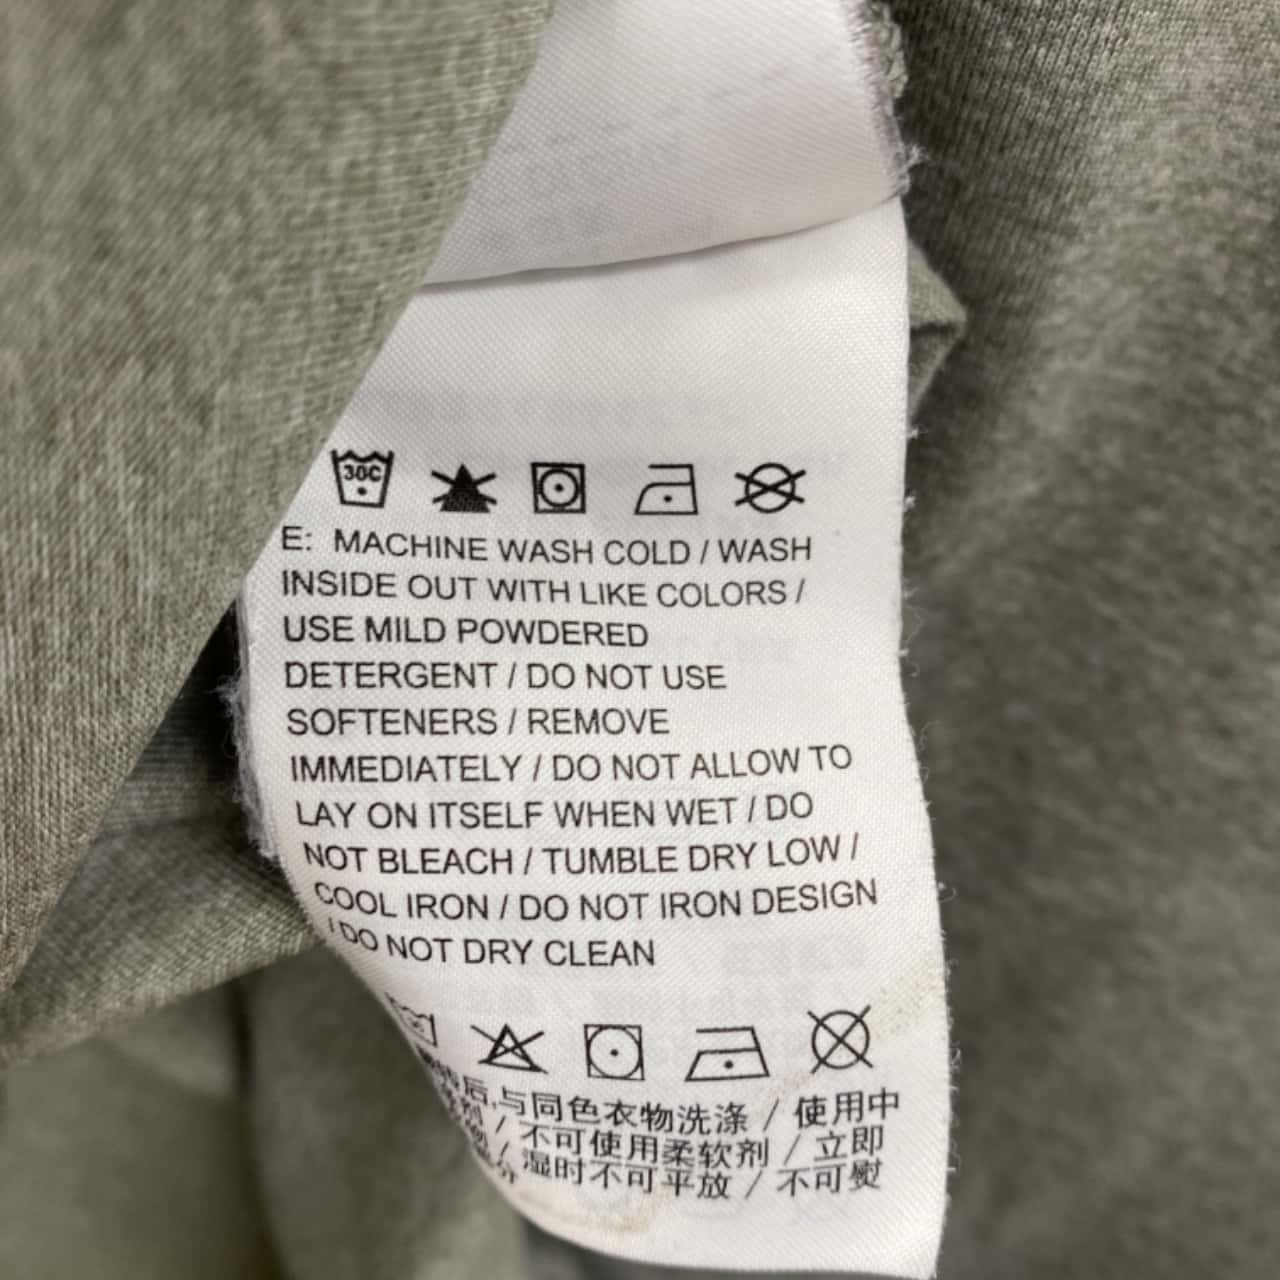 30C
E: MACHINE WASH COLD / WASH
INSIDE OUT WITH LIKE COLORS /
USE MILD POWDERED
DETERGENT / DO NOT USE
SOFTENERS / REMOVE
IMMEDIATELY / DO NOT ALLOW TO
LAY ON ITSELF WHEN WET / DO
NOT BLEACH / TUMBLE DRY LOW /
COOL IRON / DO NOT IRON DESIGN
/ DO NOT DRY CLEAN
后,与同色衣物洗涤 / 使用中
剂 / 不可使用柔软剂 / 立即
/ 湿时不可平放 / 不可熨